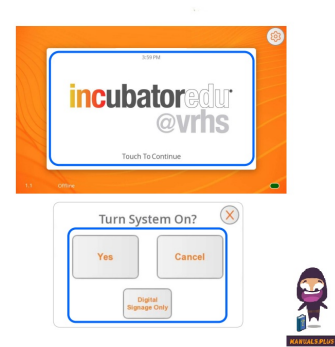 3:59 PM
incubatoredu
@vrhs
Touch To Continue
1.1 Offline
Turn System On?
X
Yes Cancel
Digital
Signage Only
MANUALS.PLUS